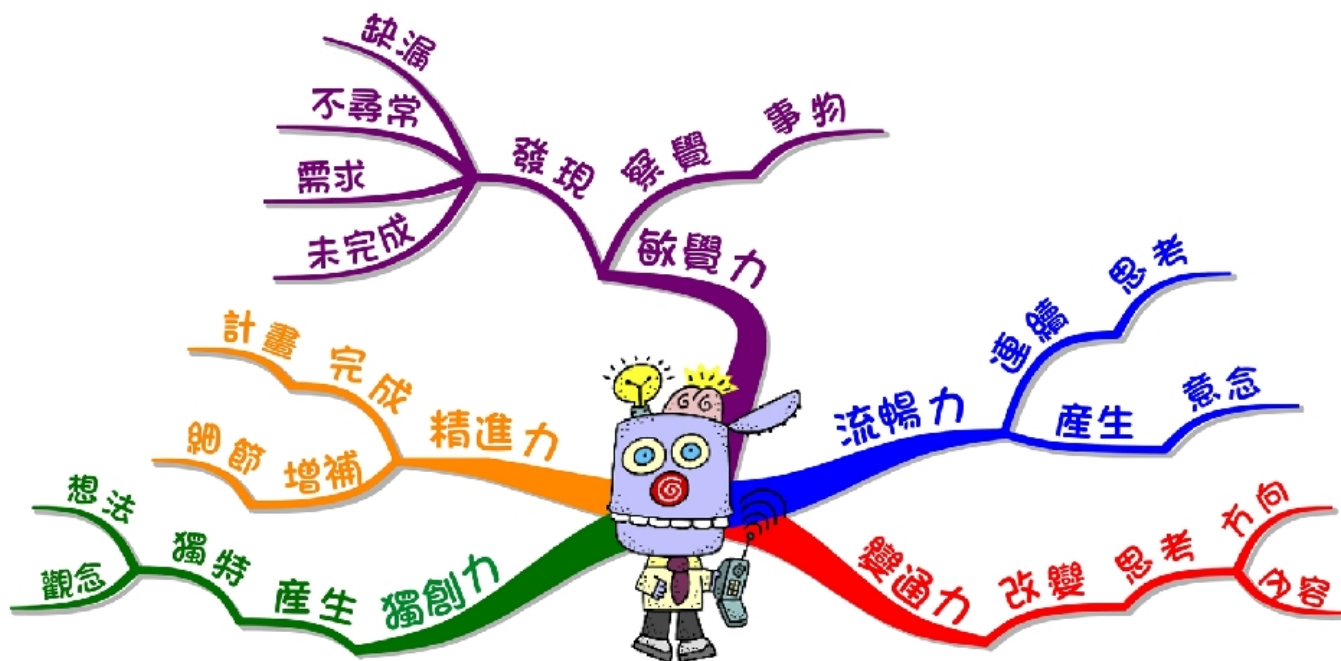 缺漏
不尋常
需求
未完成
發現
察覺
事物
敏覺力
流暢力
連續
思考
產生
意念
變通力
改變
思考
方向
內容
計畫
完成
精進力
細節
增補
想法
觀念
獨特
產生
獨創力